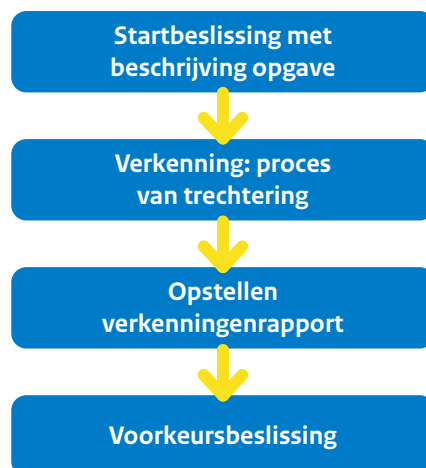 Startbeslissing met
beschrijving opgave
Verkenning: proces
van trechtering
Opstellen
verkenningenrapport
Voorkeursbeslissing